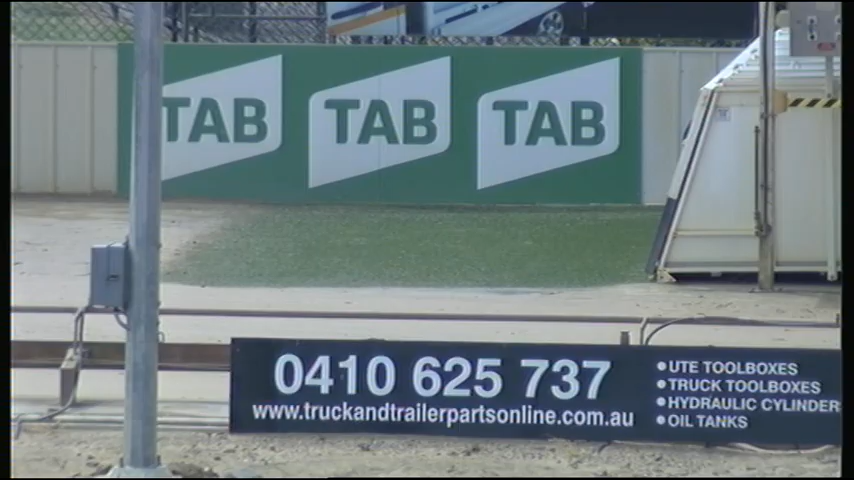 TAB TAB TAB
0410 625 737
www.truckandtrailerpartsonline.com.au
• UTE TOOLBOXES
• TRUCK TOOLBOXES
• HYDRAULIC CYLINDER
• OIL TANKS